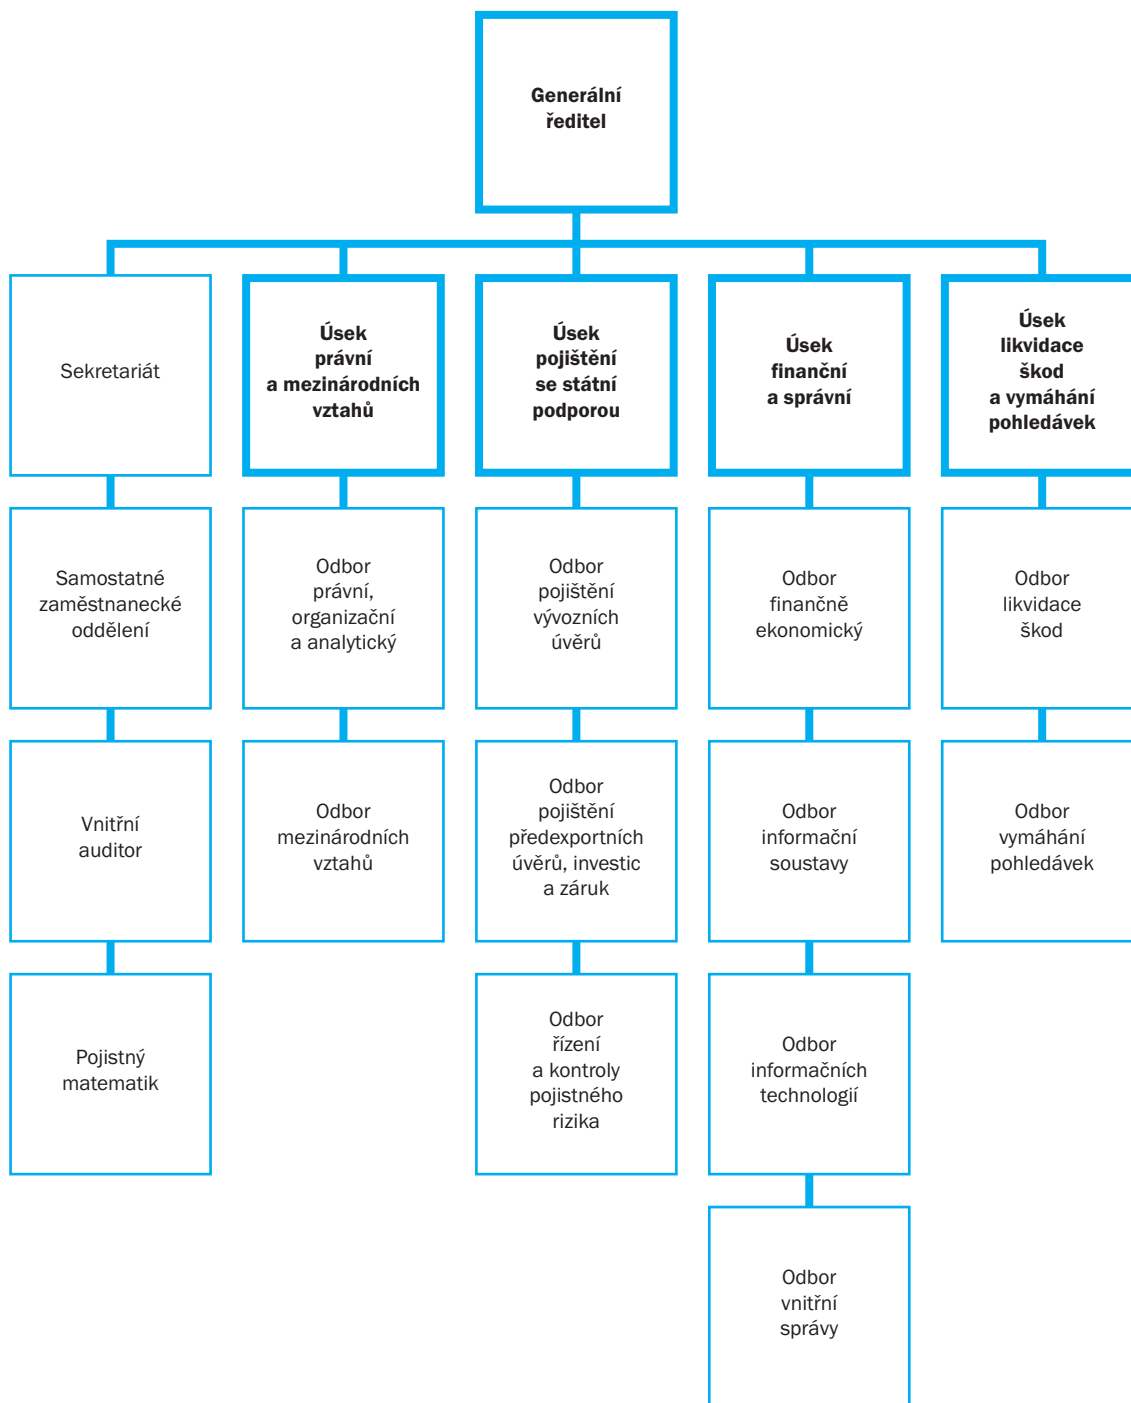 Generální
ředitel
Sekretariát
Úsek
právní
a mezinárodních
vztahů
Úsek
pojištění
se státní
podporou
Úsek
finanční
a správní
Úsek
likvidace
škod
a vymáhání
pohledávek
Samostatné
zaměstnanecké
oddělení
Odbor
právní,
organizační
a analytický
Odbor
pojištění
vývozních
úvěrů
Odbor
finančně
ekonomický
Odbor
likvidace
škod
Vnitřní
auditor
Odbor
mezinárodních
vztahů
Odbor
pojištění
předexportních
úvěrů, investic
a záruk
Odbor
informační
soustavy
Odbor
vymáhání
pohledávek
Pojistný
matematik
Odbor
řízení
a kontroly
pojistného
rizika
Odbor
informačních
technologií
Odbor
vnitřní
správy